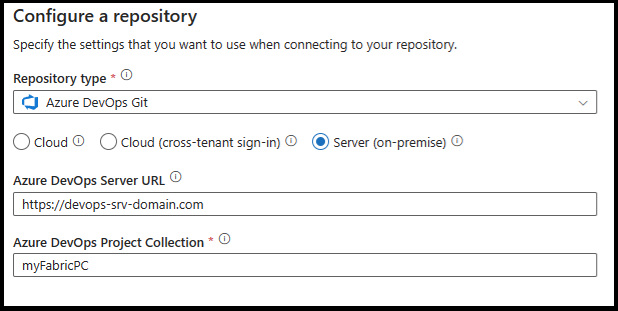 Configure a repository
Specify the settings that you want to use when connecting to your repository.
Repository type *
Azure DevOps Git
Cloud Cloud (cross-tenant sign-in) Server (on-premise)
Azure DevOps Server URL
https://devops-srv-domain.com
Azure DevOps Project Collection *
myFabricPC